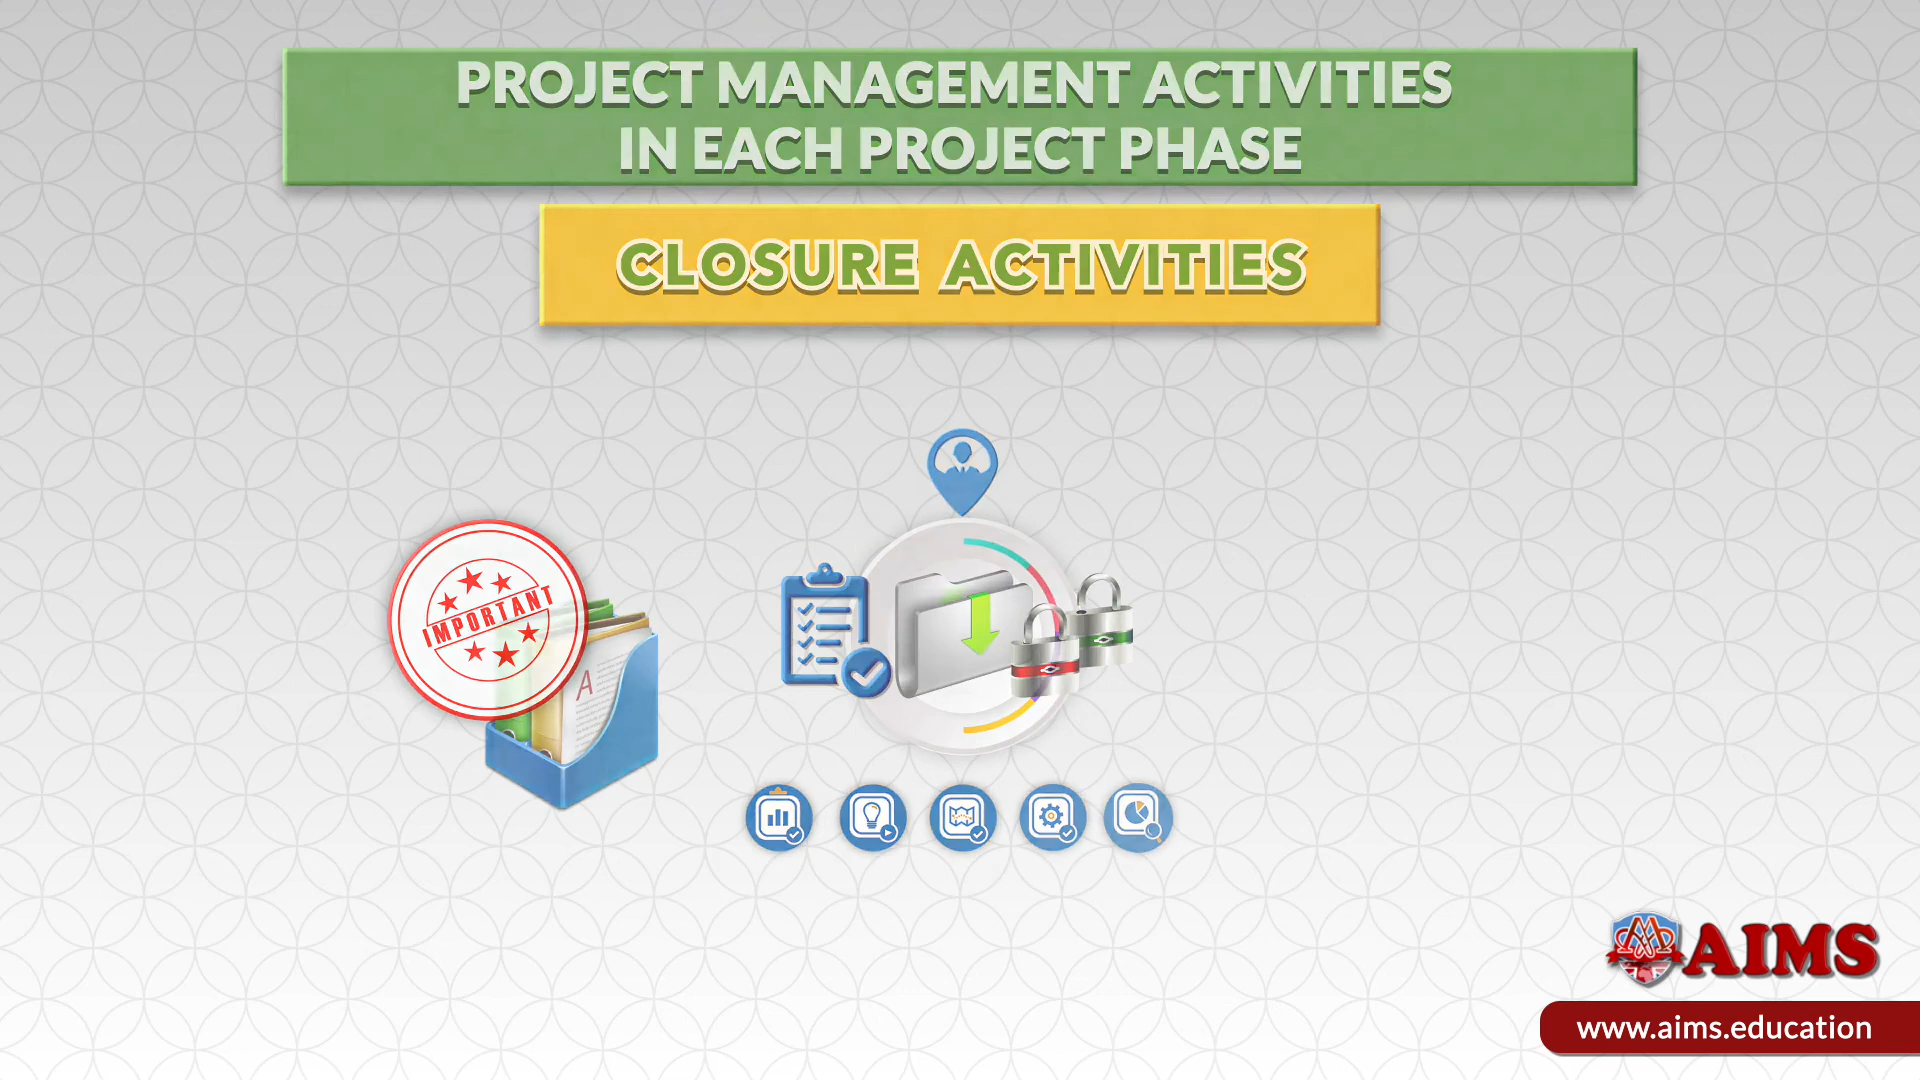 PROJECT MANAGEMENT ACTIVITIES
IN EACH PROJECT PHASE
CLOSURE ACTIVITIES
IMPORTANT
A
AIMS
www.aims.education